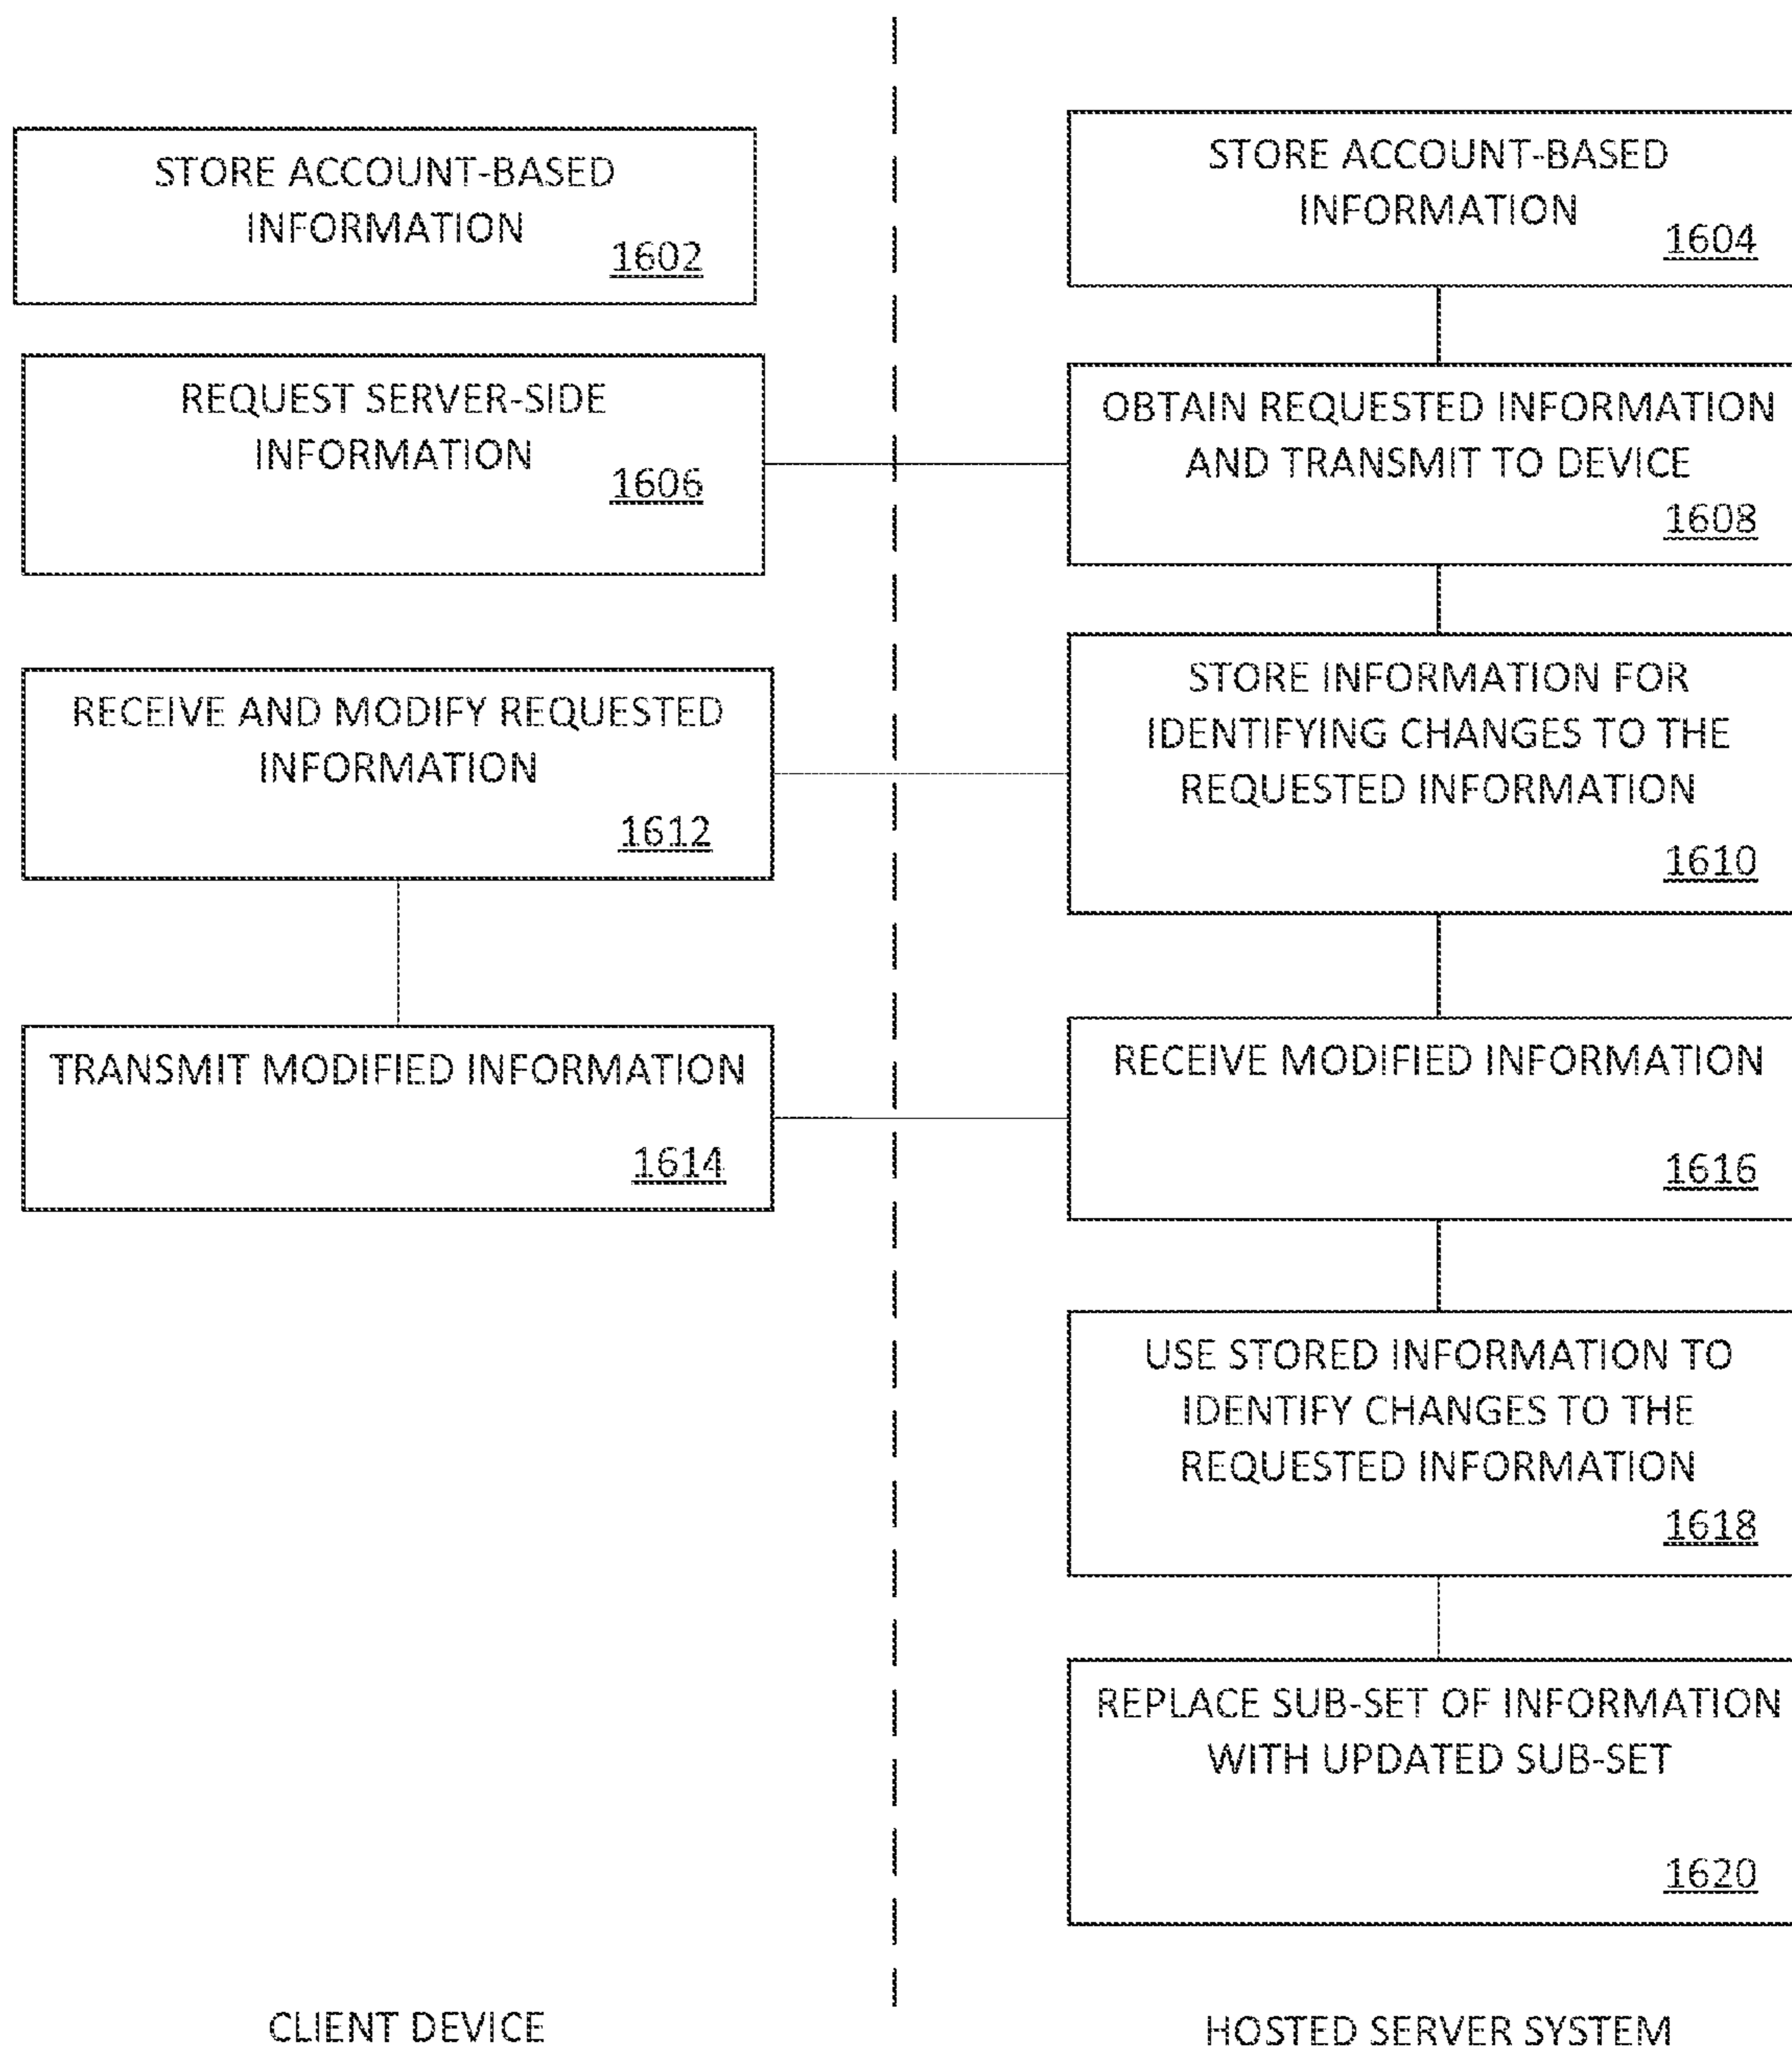 STORE ACCOUNT-BASED
INFORMATION
1602
STORE ACCOUNT-BASED
INFORMATION
1604
REQUEST SERVER-SIDE
INFORMATION
1606
OBTAIN REQUESTED INFORMATION
AND TRANSMIT TO DEVICE
1608
STORE INFORMATION FOR
IDENTIFYING CHANGES TO THE
REQUESTED INFORMATION
1610
RECEIVE AND MODIFY REQUESTED
INFORMATION
1612
TRANSMIT MODIFIED INFORMATION
1614
RECEIVE MODIFIED INFORMATION
1616
USE STORED INFORMATION TO
IDENTIFY CHANGES TO THE
REQUESTED INFORMATION
1618
REPLACE SUB-SET OF INFORMATION
WITH UPDATED SUB-SET
1620
CLIENT DEVICE
HOSTED SERVER SYSTEM